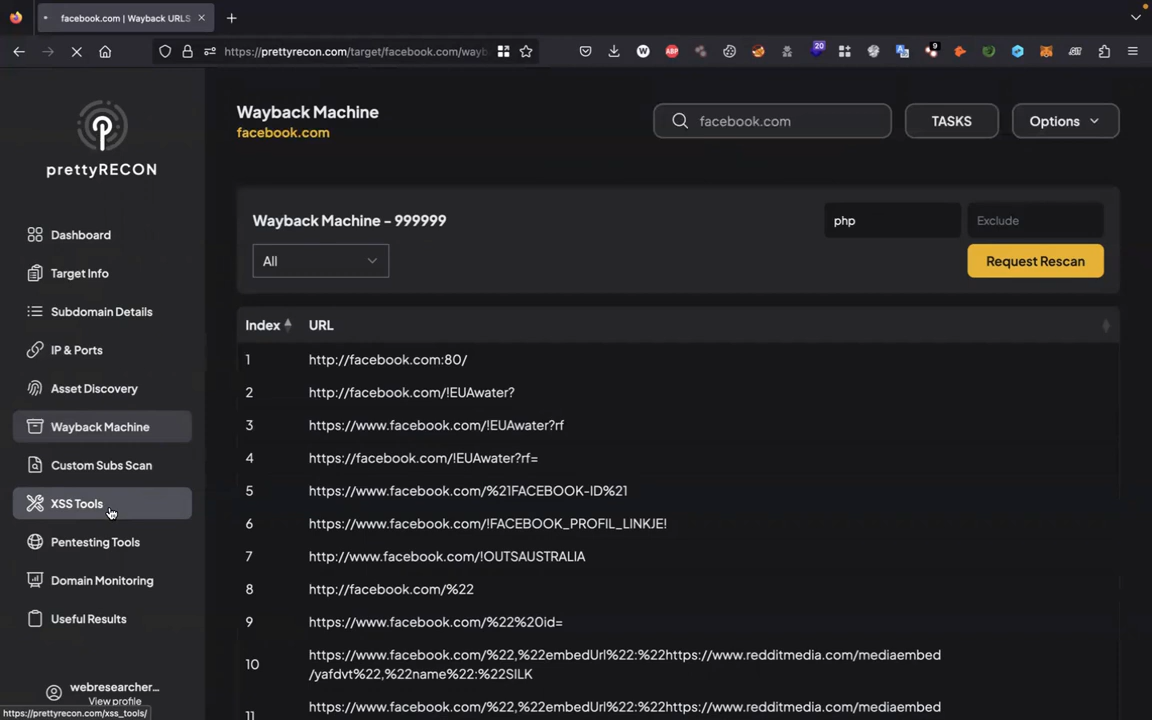 facebook.com | Wayback URLS
https://prettyrecon.com/target/facebook.com/wayb
W
ABP
20
9
prettyRECON
Dashboard
Target Info
Subdomain Details
IP & Ports
Asset Discovery
Wayback Machine
Custom Subs Scan
XSS Tools
Pentesting Tools
Domain Monitoring
Useful Results
webresearcher...
View profile
https://prettyrecon.com/xss_tools/
Wayback Machine
facebook.com
facebook.com
TASKS
Options
Wayback Machine - 999999
php
Exclude
All
Request Rescan
Index URL
1 http://facebook.com:80/
2 http://facebook.com/!EUAwater?
3 https://www.facebook.com/!EUAwater?rf
4 https://facebook.com/!EUAwater?rf=
5 https://www.facebook.com/%21FACEBOOK-ID%21
6 https://www.facebook.com/!FACEBOOK_PROFIL_LINKJE!
7 http://www.facebook.com/!OUTSAUSTRALIA
8 http://facebook.com/%22
9 https://www.facebook.com/%22%20id=
10 https://www.facebook.com/%22,%22embedUrl%22:%22https://www.redditmedia.com/mediaembed
/yafdvt%22,%22name%22:%22SILK
11 https://www.facebook.com/%22,%22embedUrl%22:%22https://www.redditmedia.com/mediaembed